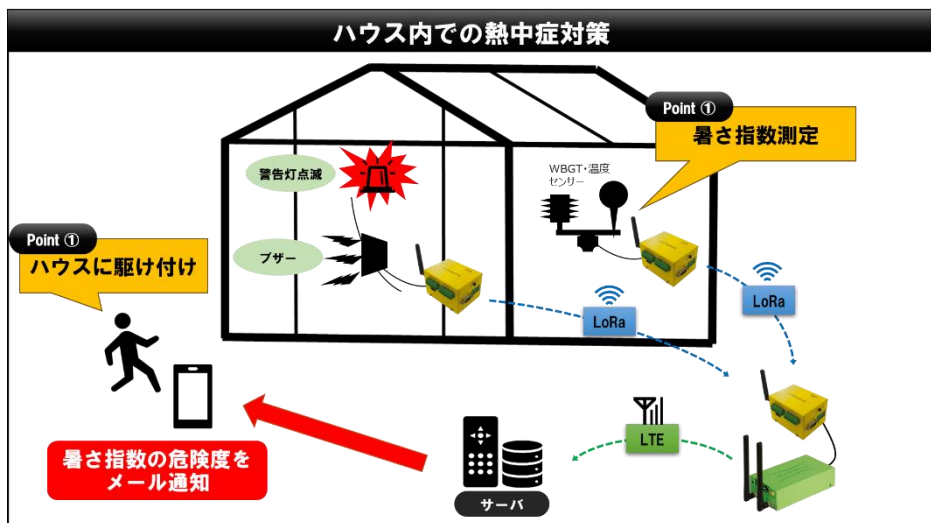 ハウス内での熱中症対策
Point ①
暑さ指数測定
警告灯点滅
WBGT・温度
センサー
Point ①
ハウスに駆け付け
ブザー
LoRa
LoRa
LTE
暑さ指数の危険度を
メール通知
サーバ